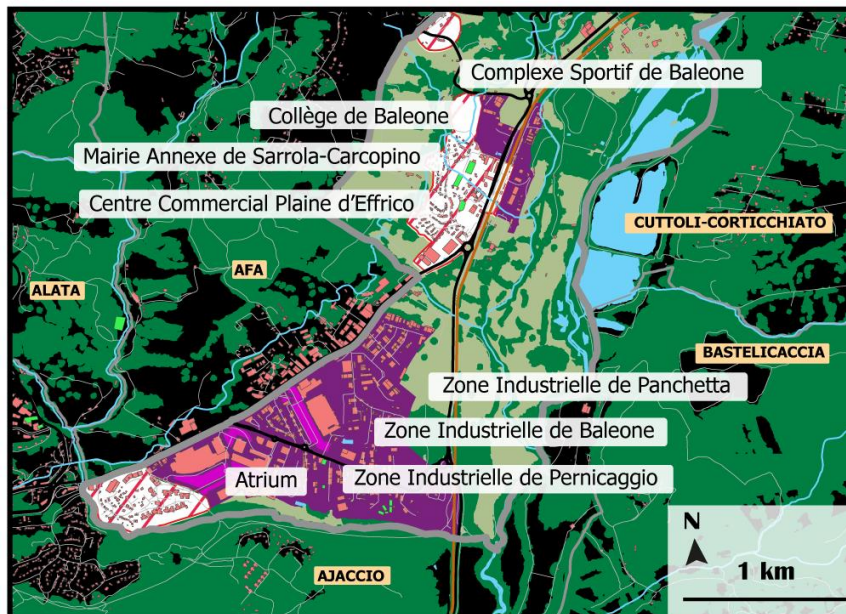 Complexe Sportif de Baleone
Collège de Baleone
Mairie Annexe de Sarrola-Carcopino
Centre Commercial Plaine d'Effrico
CUTTOLI-CORTICCHIATO
AFA
ALATA
BASTELICACCIA
Zone Industrielle de Panchetta
Zone Industrielle de Baleone
Zone Industrielle de Pernicaggio
Atrium
N
1 km
AJACCIO